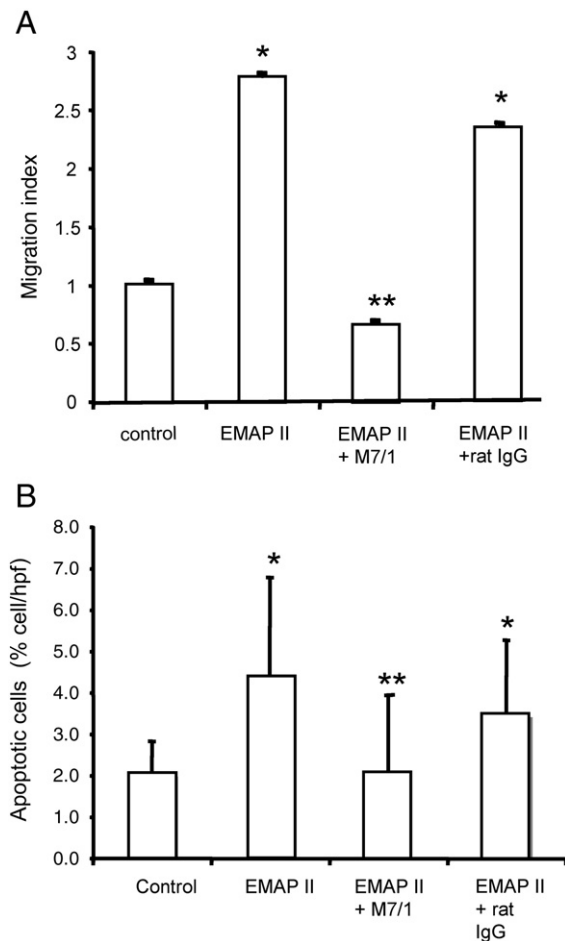 A
Migration index
3
2.5
2
1.5
1
0.5
0
*
**
*
control
EMAP II
EMAP II
+ M7/1
EMAP II
+rat IgG
B
Apoptotic cells (% cell/hpf)
8.0
7.0
6.0
5.0
4.0
3.0
2.0
1.0
0.0
*
**
*
Control
EMAP II
EMAP II
+ M7/1
EMAP II
+ rat
IgG